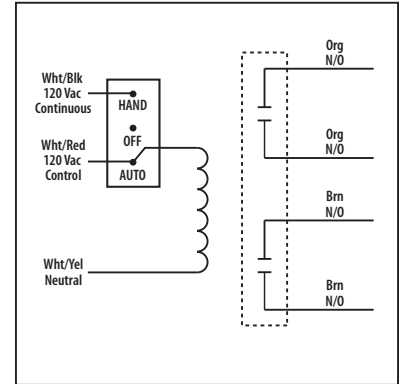 Wht/Blk
120 Vac
Continuous
HAND
OFF
Wht/Red
120 Vac
Control
AUTO
Wht/Yel
Neutral
Org
N/O
Org
N/O
Brn
N/O
Brn
N/O